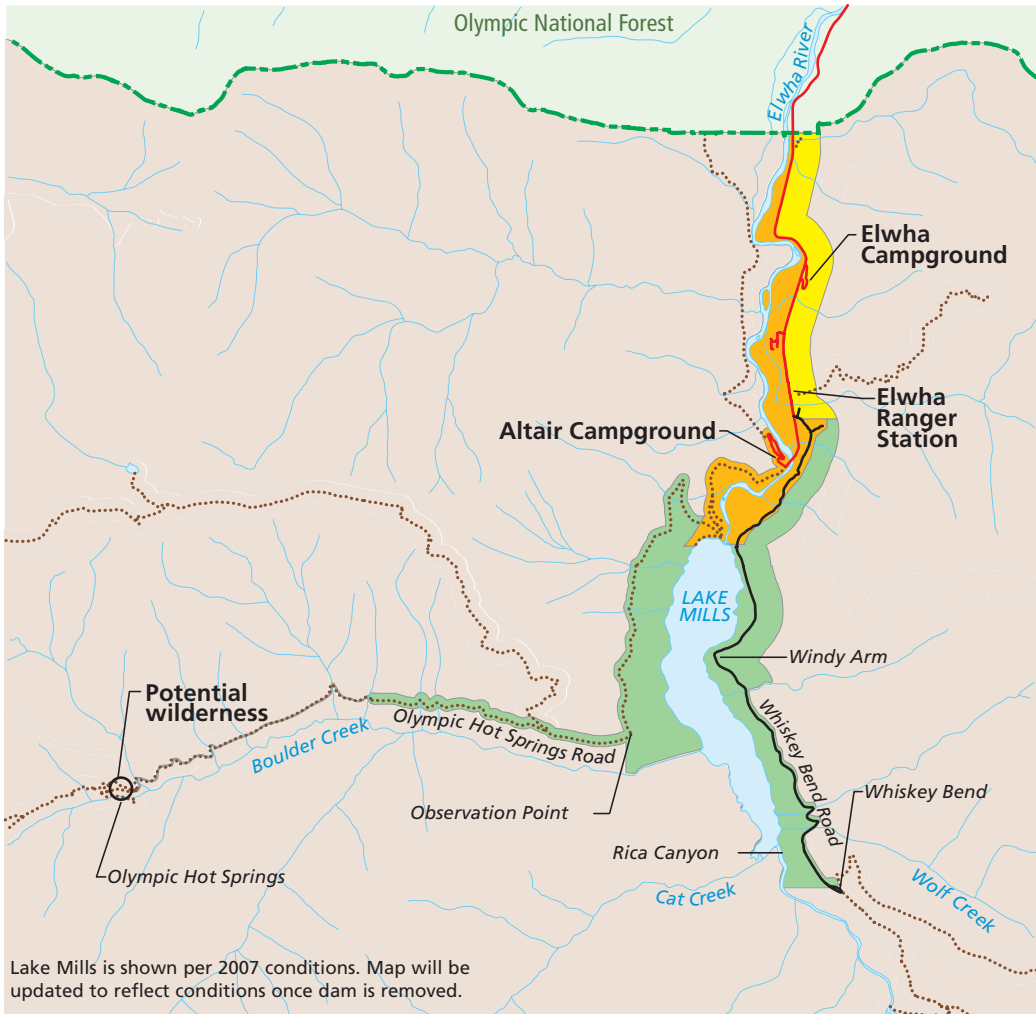 Olympic National Forest
Elwha River
Elwha
Campground
Elwha
Ranger
Station
Altair Campground
LAKE
MILLS
Windy Arm
Potential
wilderness
Olympic Hot Springs Road
Boulder Creek
Whiskey Bend Road
Whiskey Bend
Observation Point
Rica Canyon
Olympic Hot Springs
Cat Creek
Wolf Creek
Lake Mills is shown per 2007 conditions. Map will be
updated to reflect conditions once dam is removed.